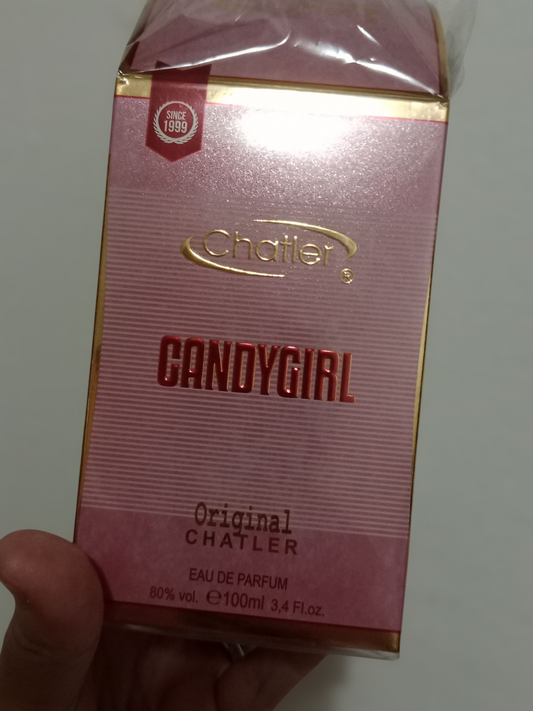 SINCE
1999
Chatler®
CANDYGIRL
Original
CHATLER
EAU DE PARFUM
80% vol. ℮100ml 3,4 Fl.oz.